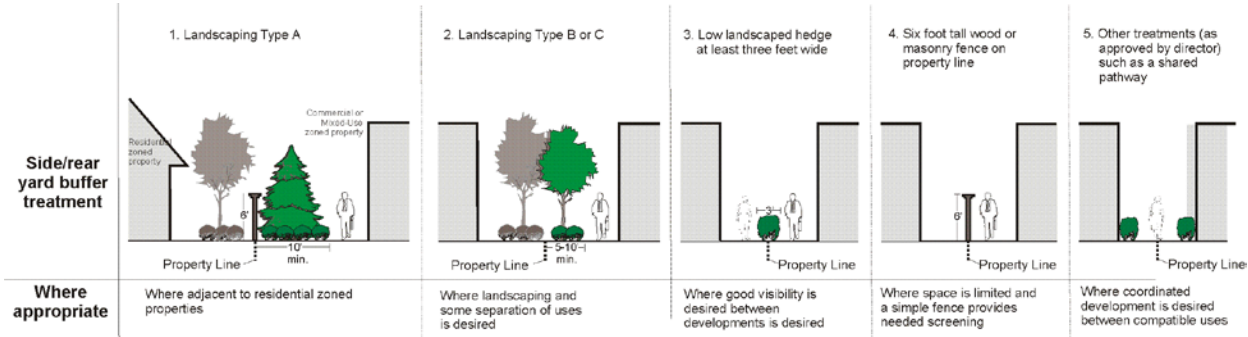 1. Landscaping Type A
2. Landscaping Type B or C
3. Low landscaped hedge
at least three feet wide
4. Six foot tall wood or
masonry fence on
property line
5. Other treatments (as
approved by director)
such as a shared
pathway
Side/rear
yard buffer
treatment
Residential
zoned
property
Commercial or
Mixed-Use
zoned property
6'
10'
min.
Property Line
5-10'
min.
Property Line
3'
Property Line
6'
Property Line
Property Line
Where
appropriate
Where adjacent to residential zoned
properties
Where landscaping and
some separation of uses
is desired
Where good visibility is
desired between
developments is desired
Where space is limited and
a simple fence provides
needed screening
Where coordinated
development is desired
between compatible uses